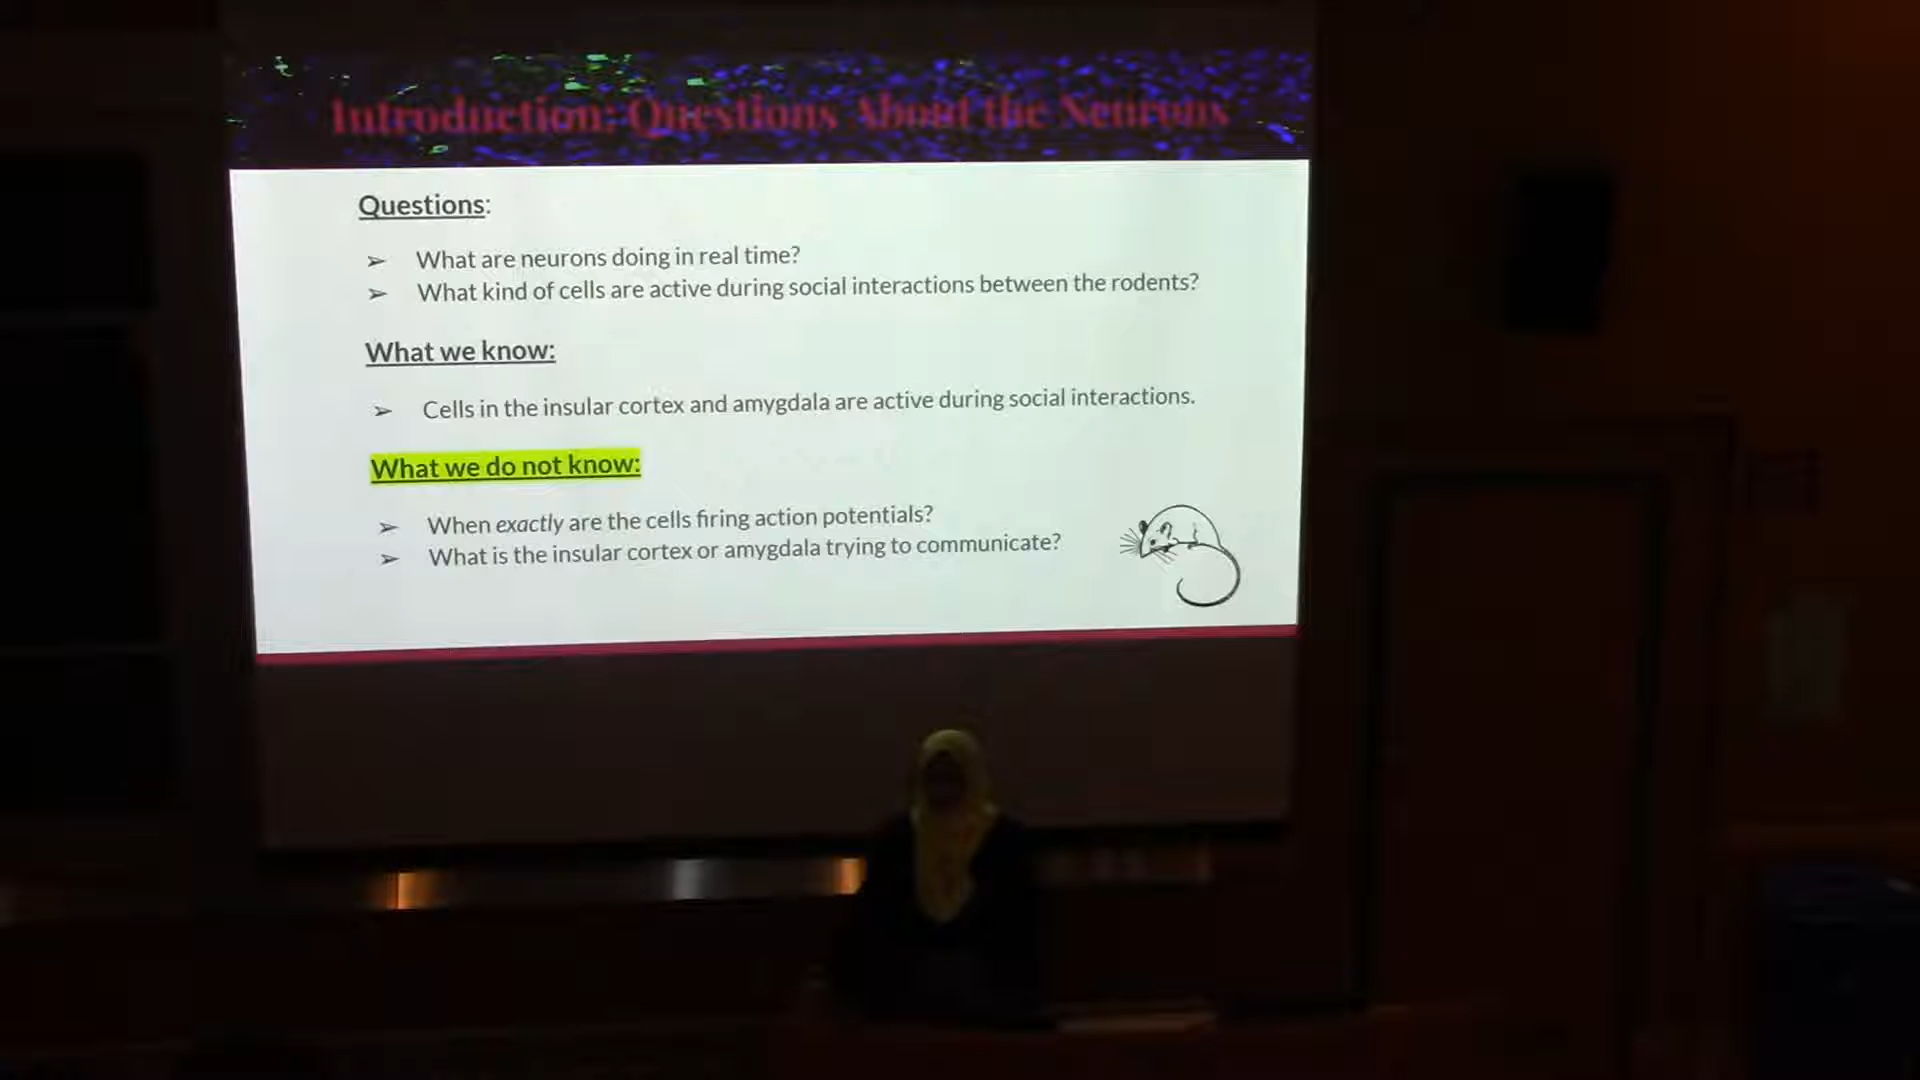 Introduction: Questions About the Neurons
Questions:
➢ What are neurons doing in real time?
➢ What kind of cells are active during social interactions between the rodents?
What we know:
➢ Cells in the insular cortex and amygdala are active during social interactions.
What we do not know:
➢ When exactly are the cells firing action potentials?
➢ What is the insular cortex or amygdala trying to communicate?